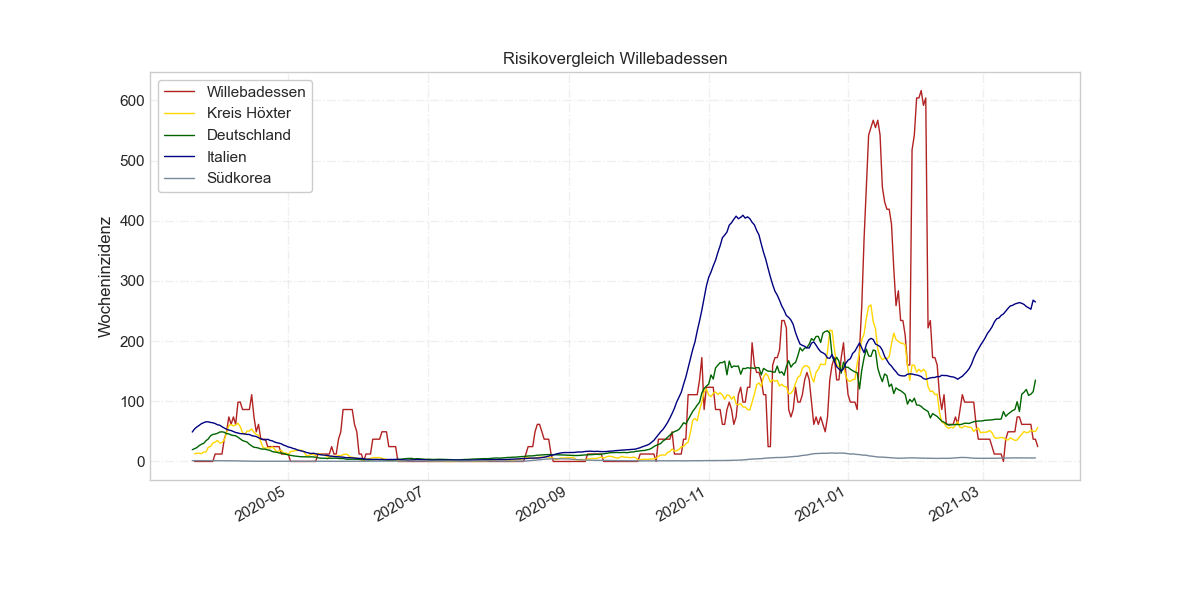 Risikovergleich Willebadessen
Willebadessen
Kreis Höxter
Deutschland
Italien
Südkorea
Wocheninzidenz
600
500
400
300
200
100
0
2020-05
2020-07
2020-09
2020-11
2021-01
2021-03